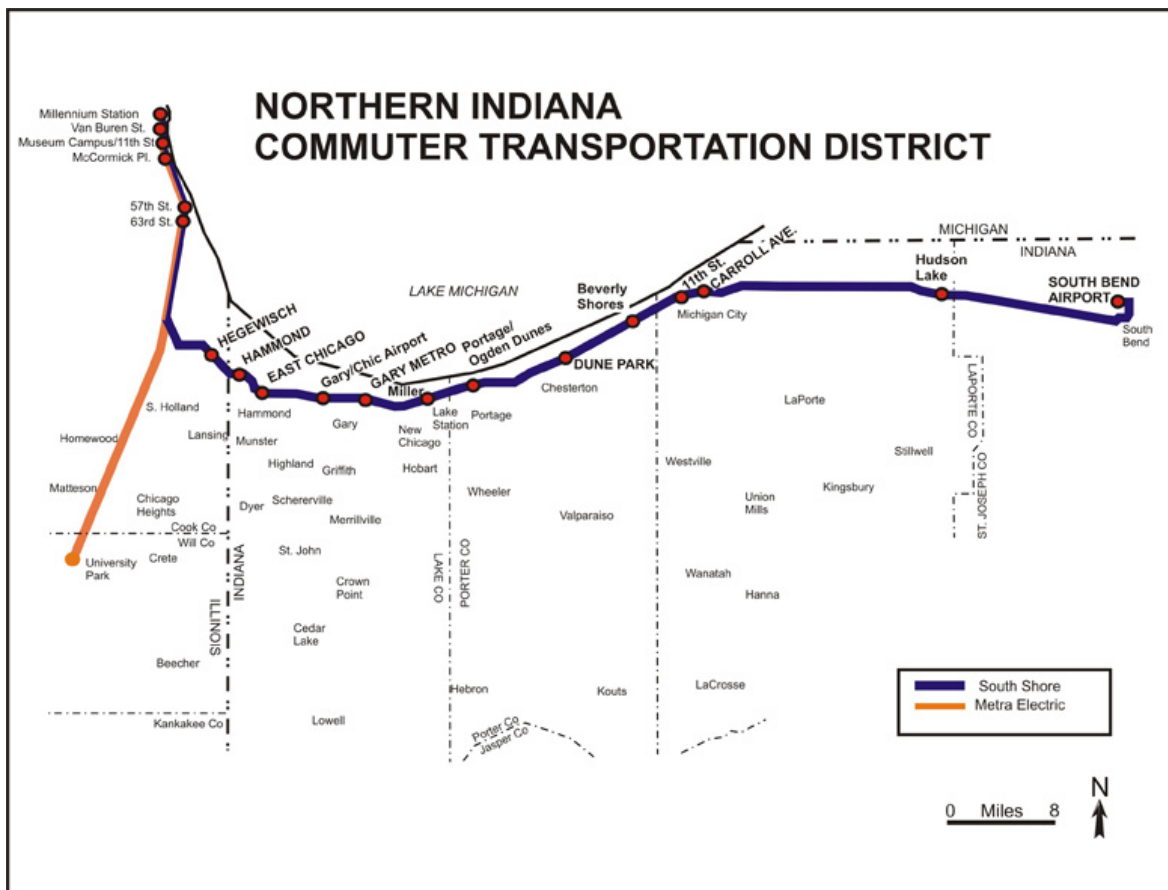 NORTHERN INDIANA
COMMUTER TRANSPORTATION DISTRICT
Millennium Station
Van Buren St.
Museum Campus/11th St
McCormick Pl.
57th St.
63rd St.
MICHIGAN
INDIANA
LAKE MICHIGAN
HEGEWISCH
HAMMOND
EAST CHICAGO
Gary/Chic Airport
GARY METRO
Miller
Portage/
Ogden Dunes
DUNE PARK
Beverly
Shores
11th St.
CARROLL AVE.
Michigan City
Hudson
Lake
SOUTH BEND
AIRPORT
South
Bend
S. Holland
Hammond
Gary
Lake
Station
Portage
Chesterton
LaPorte
LAPORTE CO
ST. JOSEPH CO
Homewood
Lansing
Munster
New
Chicago
Hobart
Highland
Griffith
Westville
Stillwell
Matteson
Chicago
Heights
Dyer
Schererville
Merrillville
Wheeler
Valparaiso
Union
Mills
Kingsbury
Cook Co
Will Co
University
Park
Crete
St. John
Crown
Point
LAKE CO
PORTER CO
Wanatah
Hanna
ILLINOIS
INDIANA
Cedar
Lake
Beecher
Hebron
Kouts
LaCrosse
Kankakee Co
Lowell
Porter Co
Jasper Co
South Shore
Metra Electric
N
0 Miles 8